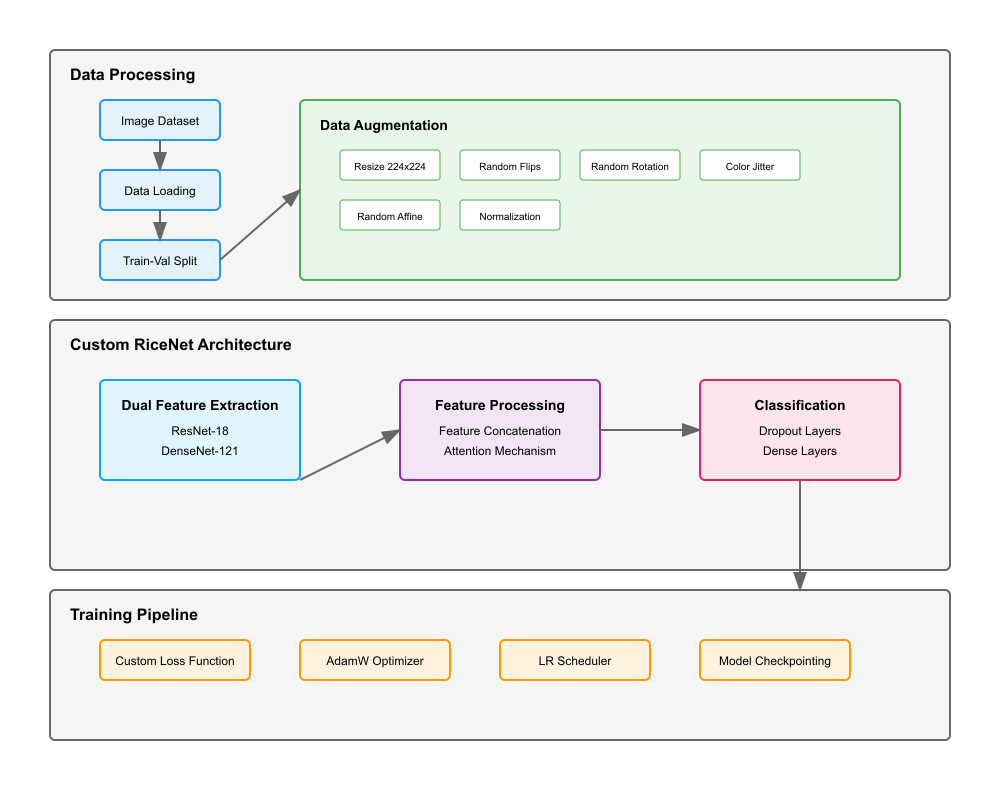 Data Processing
Image Dataset
Data Loading
Train-Val Split
Data Augmentation
Resize 224x224
Random Flips
Random Rotation
Color Jitter
Random Affine
Normalization
Custom RiceNet Architecture
Dual Feature Extraction
ResNet-18
DenseNet-121
Feature Processing
Feature Concatenation
Attention Mechanism
Classification
Dropout Layers
Dense Layers
Training Pipeline
Custom Loss Function
AdamW Optimizer
LR Scheduler
Model Checkpointing